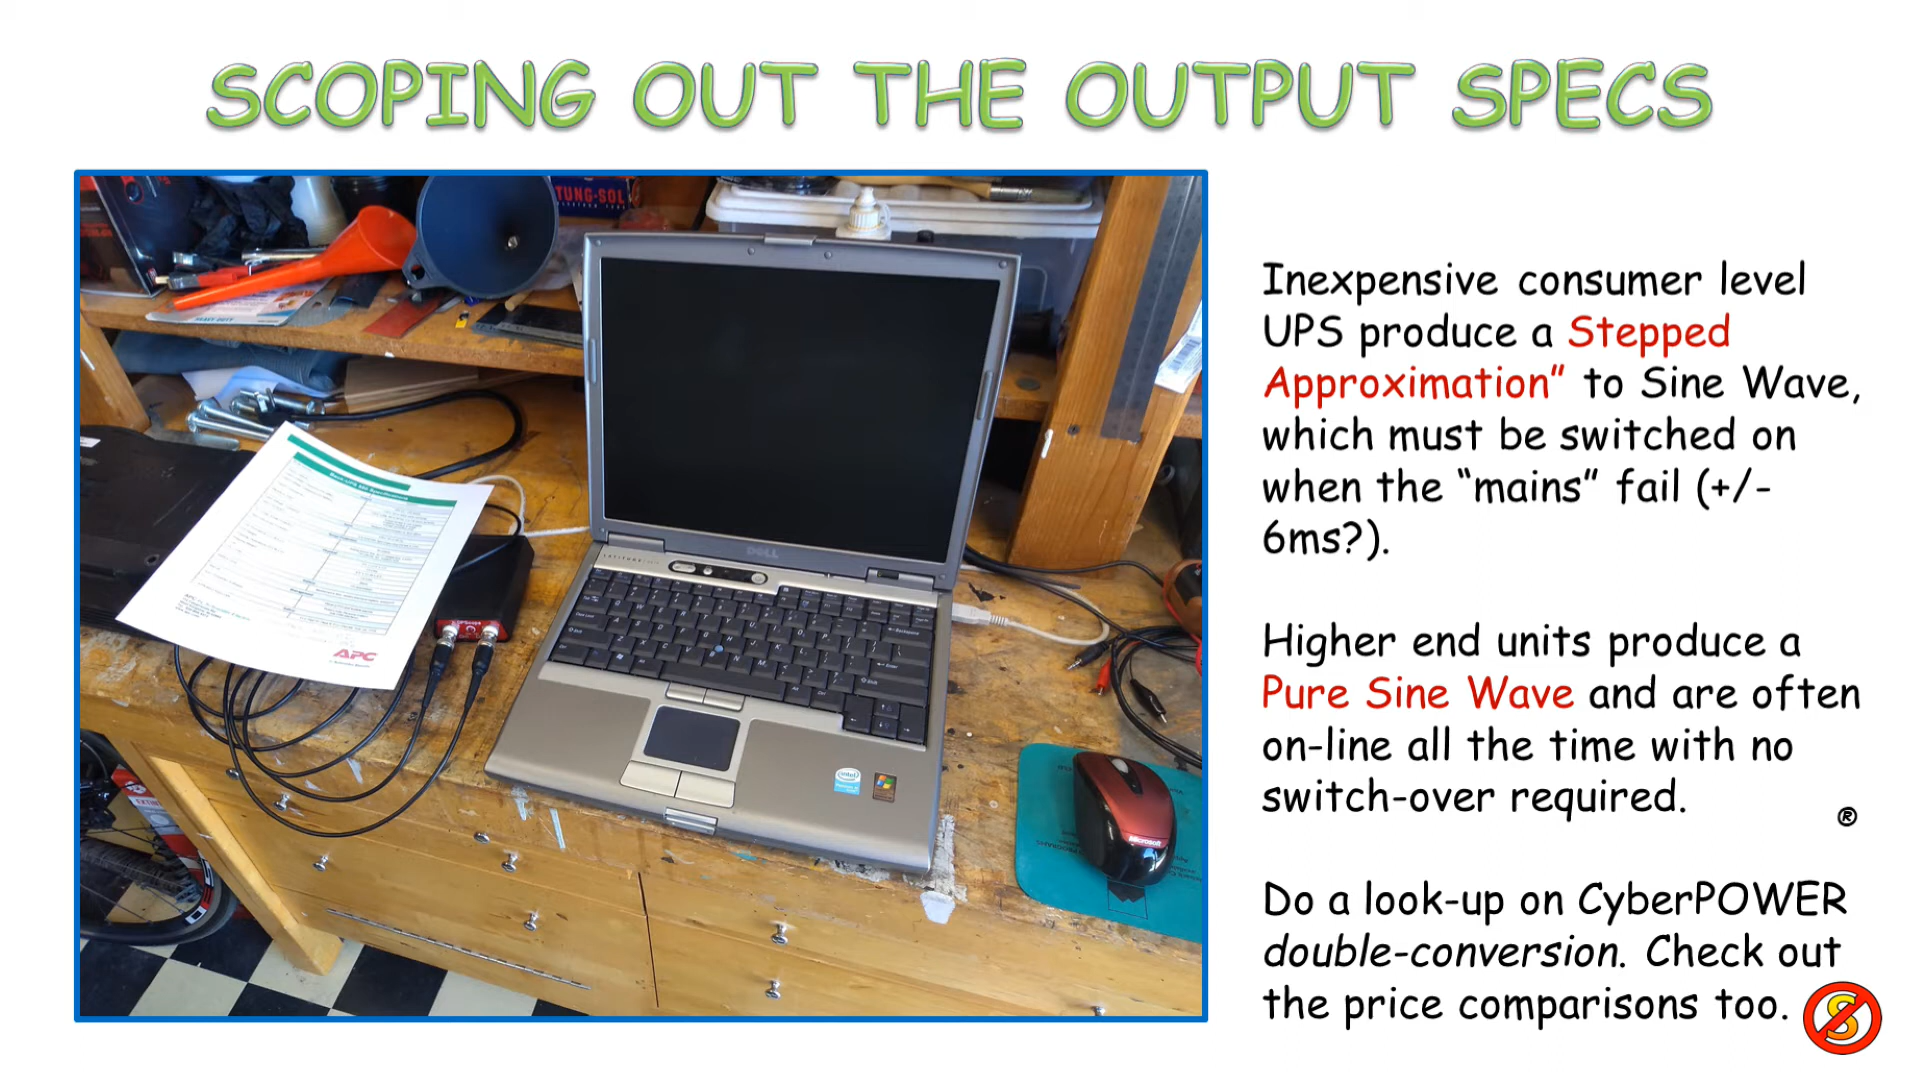 SCOPING OUT THE OUTPUT SPECS
TUNG-SOL
Inexpensive consumer level
UPS produce a Stepped
Approximation” to Sine Wave,
which must be switched on
when the “mains” fail (+/-
6ms?).
Higher end units produce a
Pure Sine Wave and are often
on-line all the time with no
switch-over required.
®
Do a look-up on CyberPOWER
double-conversion. Check out
the price comparisons too.
S
DELL
LATITUDE
APC
intel
Microsoft